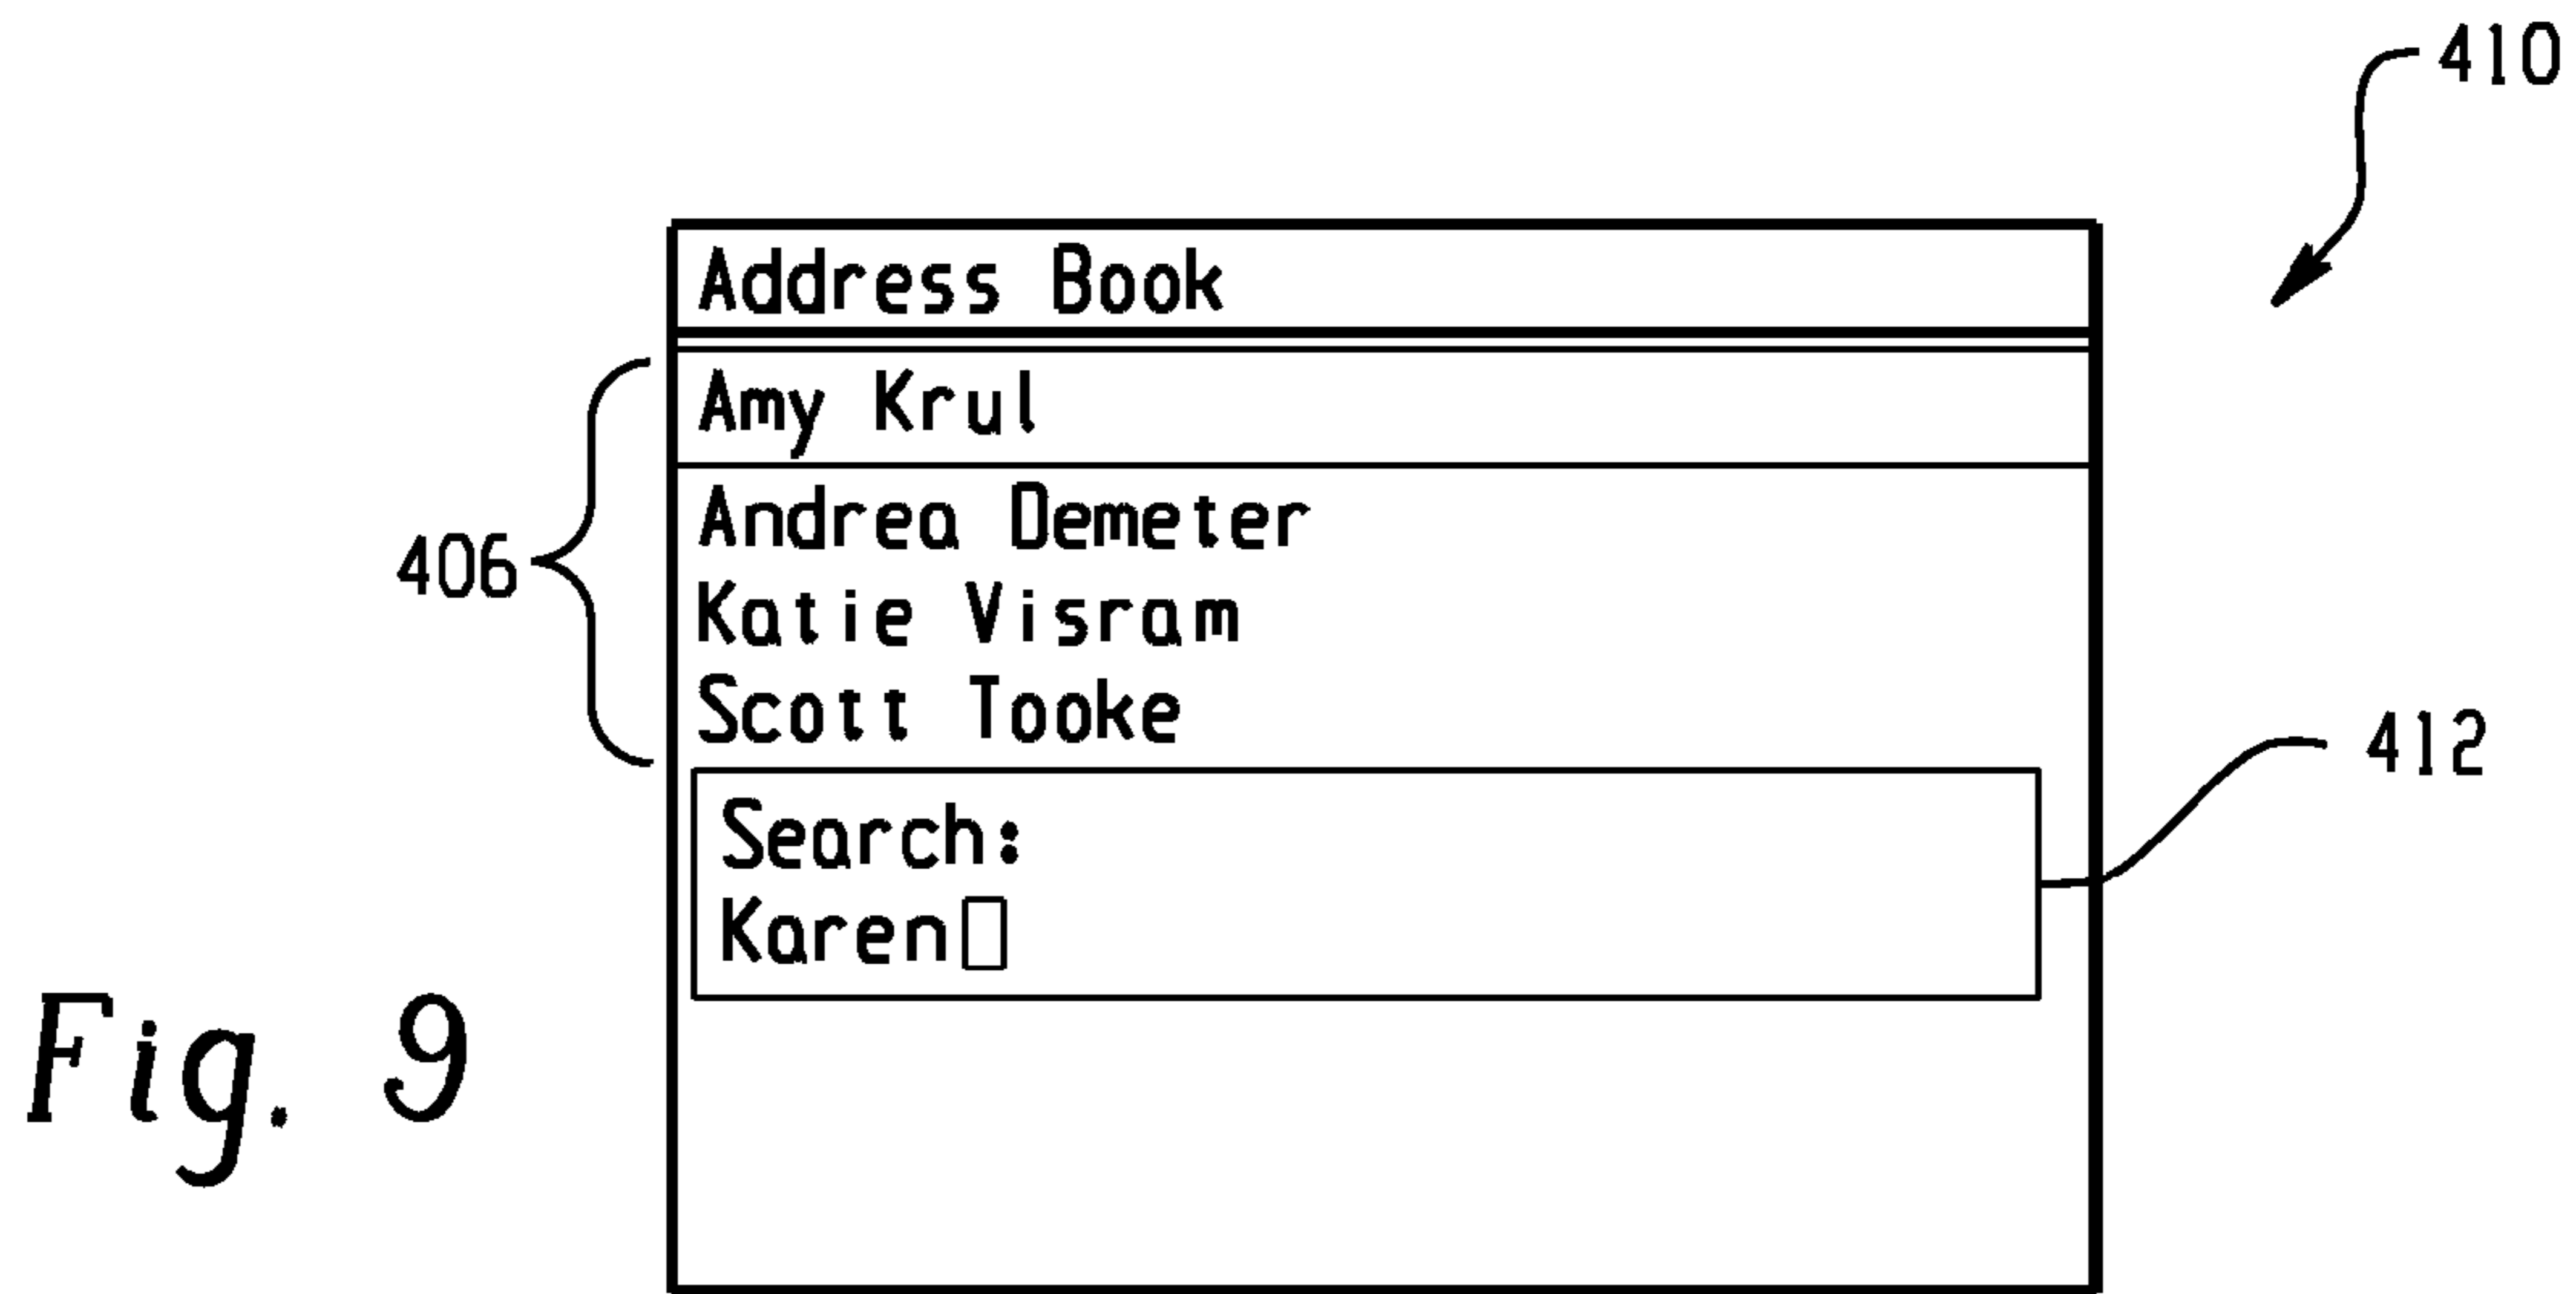 410
Address Book
Amy Krul
Andrea Demeter
406
Katie Visram
Scott Tooke
412
Search:
Karen
Fig. 9